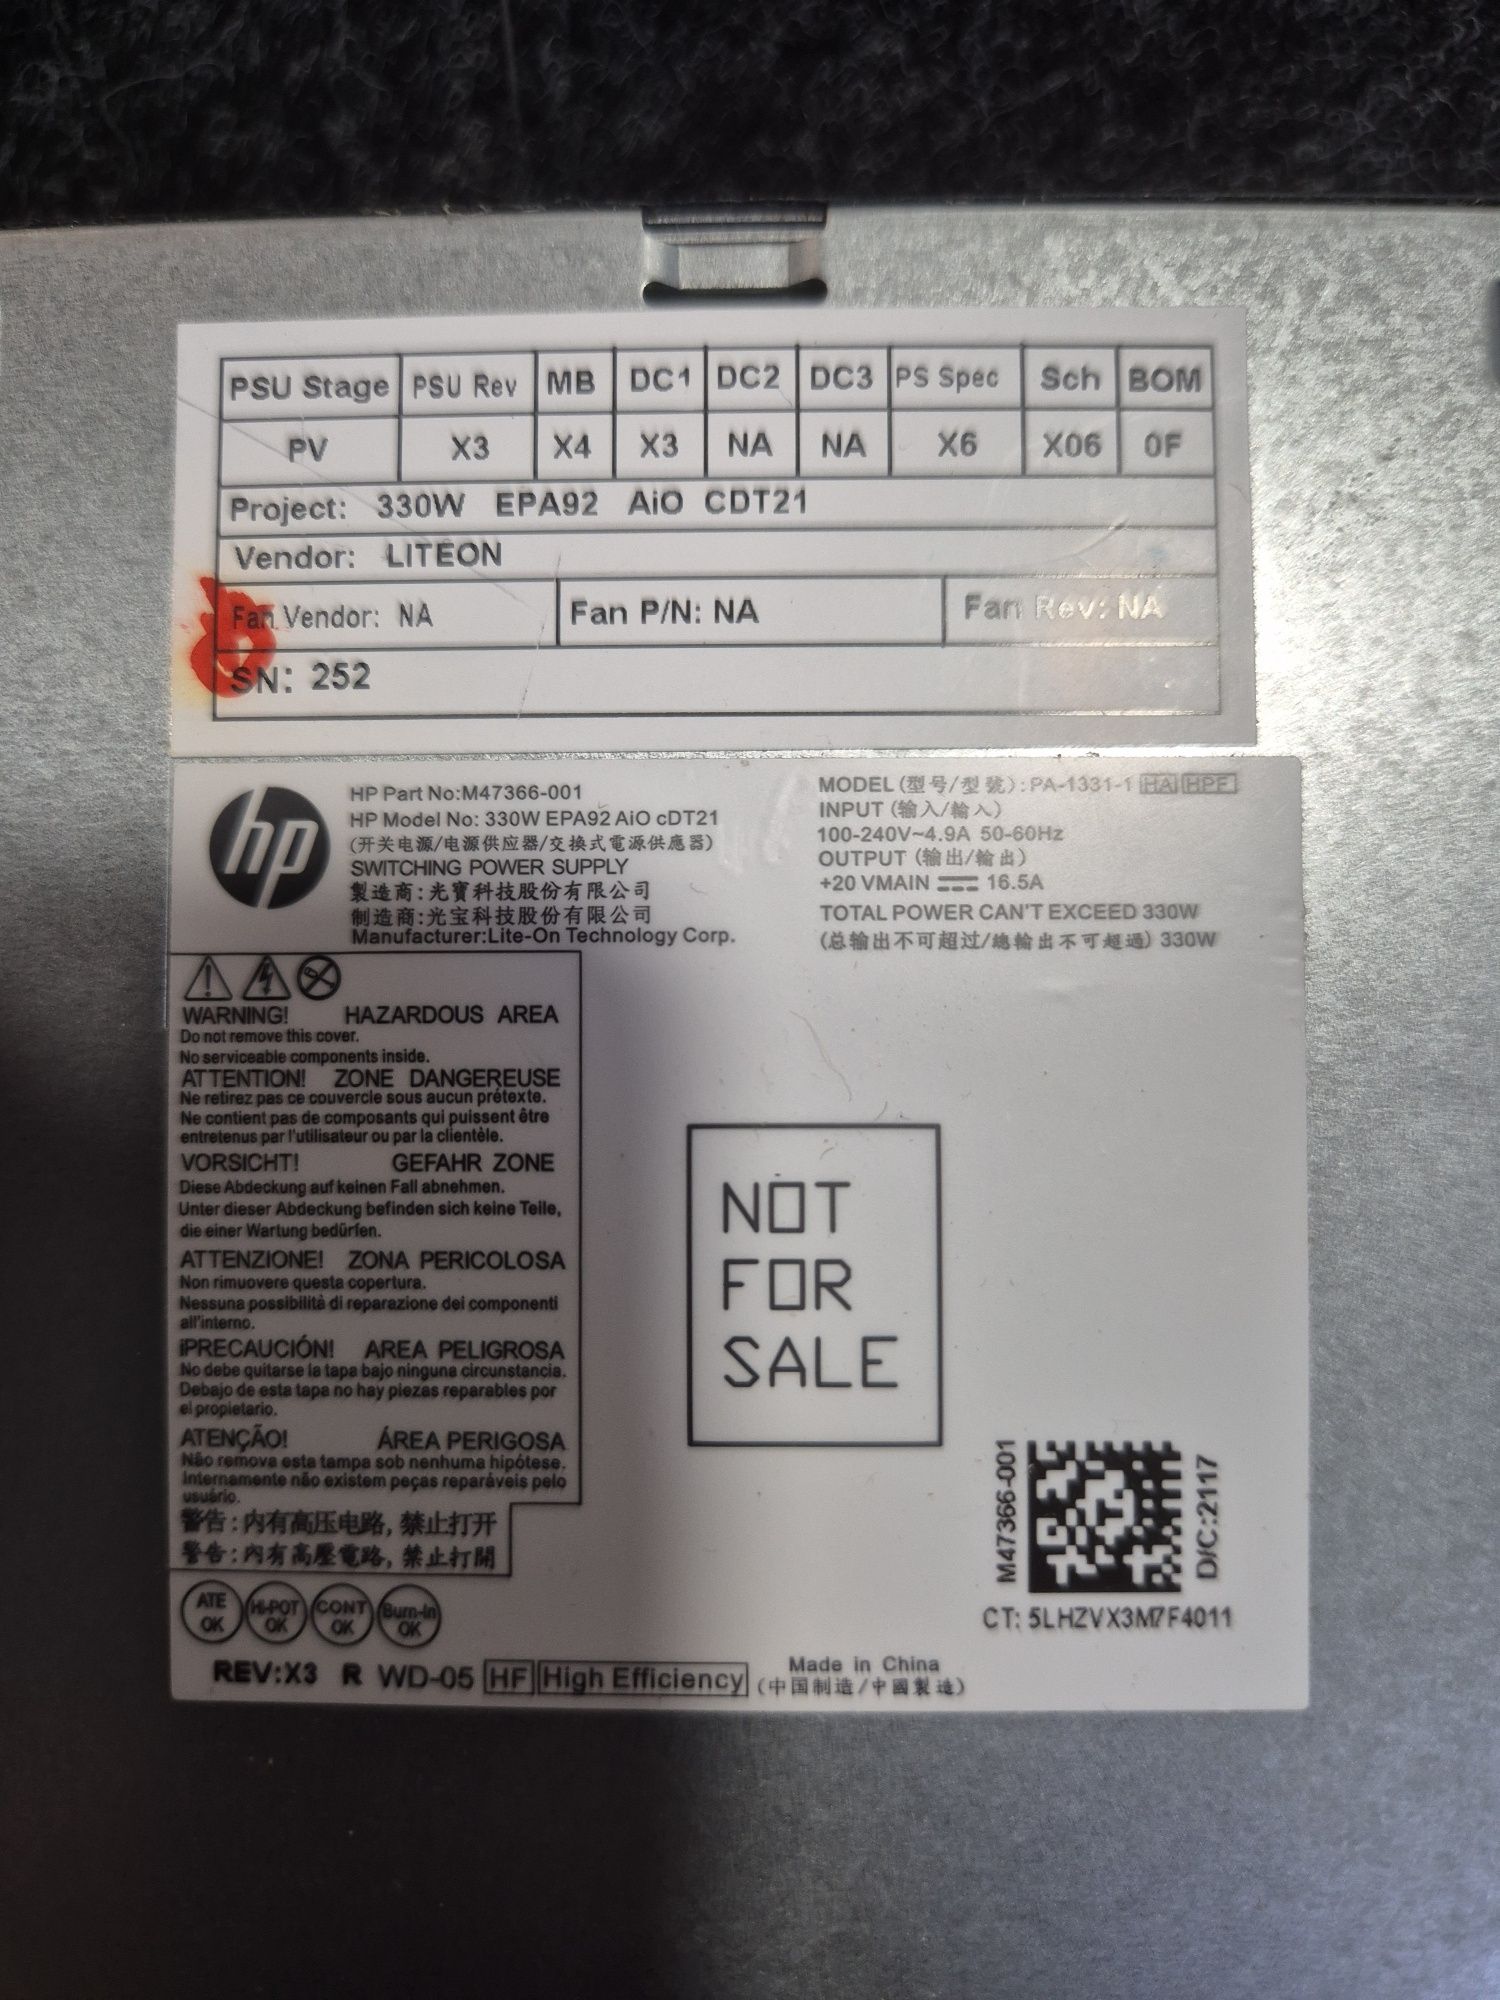 PSU Stage PSU Rev MB DC1 DC2 DC3 PS Spec Sch BOM
PV X3 X4 X3 NA NA X6 X06 0F
Project: 330W EPA92 AiO CDT21
Vendor: LITEON
Fan Vendor: NA Fan P/N: NA Fan Rev: NA
SN: 252
hp
HP Part No:M47366-001
HP Model No: 330W EPA92 AiO cDT21
(开关电源/电源供应器/交换式電源供應器)
SWITCHING POWER SUPPLY
製造商:光寶科技股份有限公司
制造商:光宝科技股份有限公司
Manufacturer:Lite-On Technology Corp.
MODEL (型号/型號): PA-1331-1 HA HPF
INPUT (输入/輸入)
100-240V~4.9A 50-60Hz
OUTPUT (输出/輸出)
+20 VMAIN 16.5A
TOTAL POWER CAN'T EXCEED 330W
(总输出不可超过/總輸出不可超過) 330W
WARNING! HAZARDOUS AREA
Do not remove this cover.
No serviceable components inside.
ATTENTION! ZONE DANGEREUSE
Ne retirez pas ce couvercle sous aucun prétexte.
Ne contient pas de composants qui puissent être
entretenus par l'utilisateur ou par la clientèle.
VORSICHT! GEFAHR ZONE
Diese Abdeckung auf keinen Fall abnehmen.
Unter dieser Abdeckung befinden sich keine Teile,
die einer Wartung bedürfen.
ATTENZIONE! ZONA PERICOLOSA
Non rimuovere questa copertura.
Nessuna possibilità di reparazione dei componenti
all'interno.
¡PRECAUCIÓN! AREA PELIGROSA
No debe quitarse la tapa bajo ninguna circunstancia.
Debajo de esta tapa no hay piezas reparables por
el propietario.
ATENÇÃO! ÁREA PERIGOSA
Não remova esta tampa sob nenhuma hipótese.
Internamente não existem peças reparáveis pelo
usuário.
警告:内有高压电路,禁止打开
警告:內有高壓電路,禁止打開
NOT
FOR
SALE
M47366-001
D/C:2117
CT: 5LHZVX3M7F4011
ATE OK
Hi-POT OK
CONT OK
Burn-in OK
REV:X3 R WD-05 HF High Efficiency
Made in China
(中国制造/中國製造)